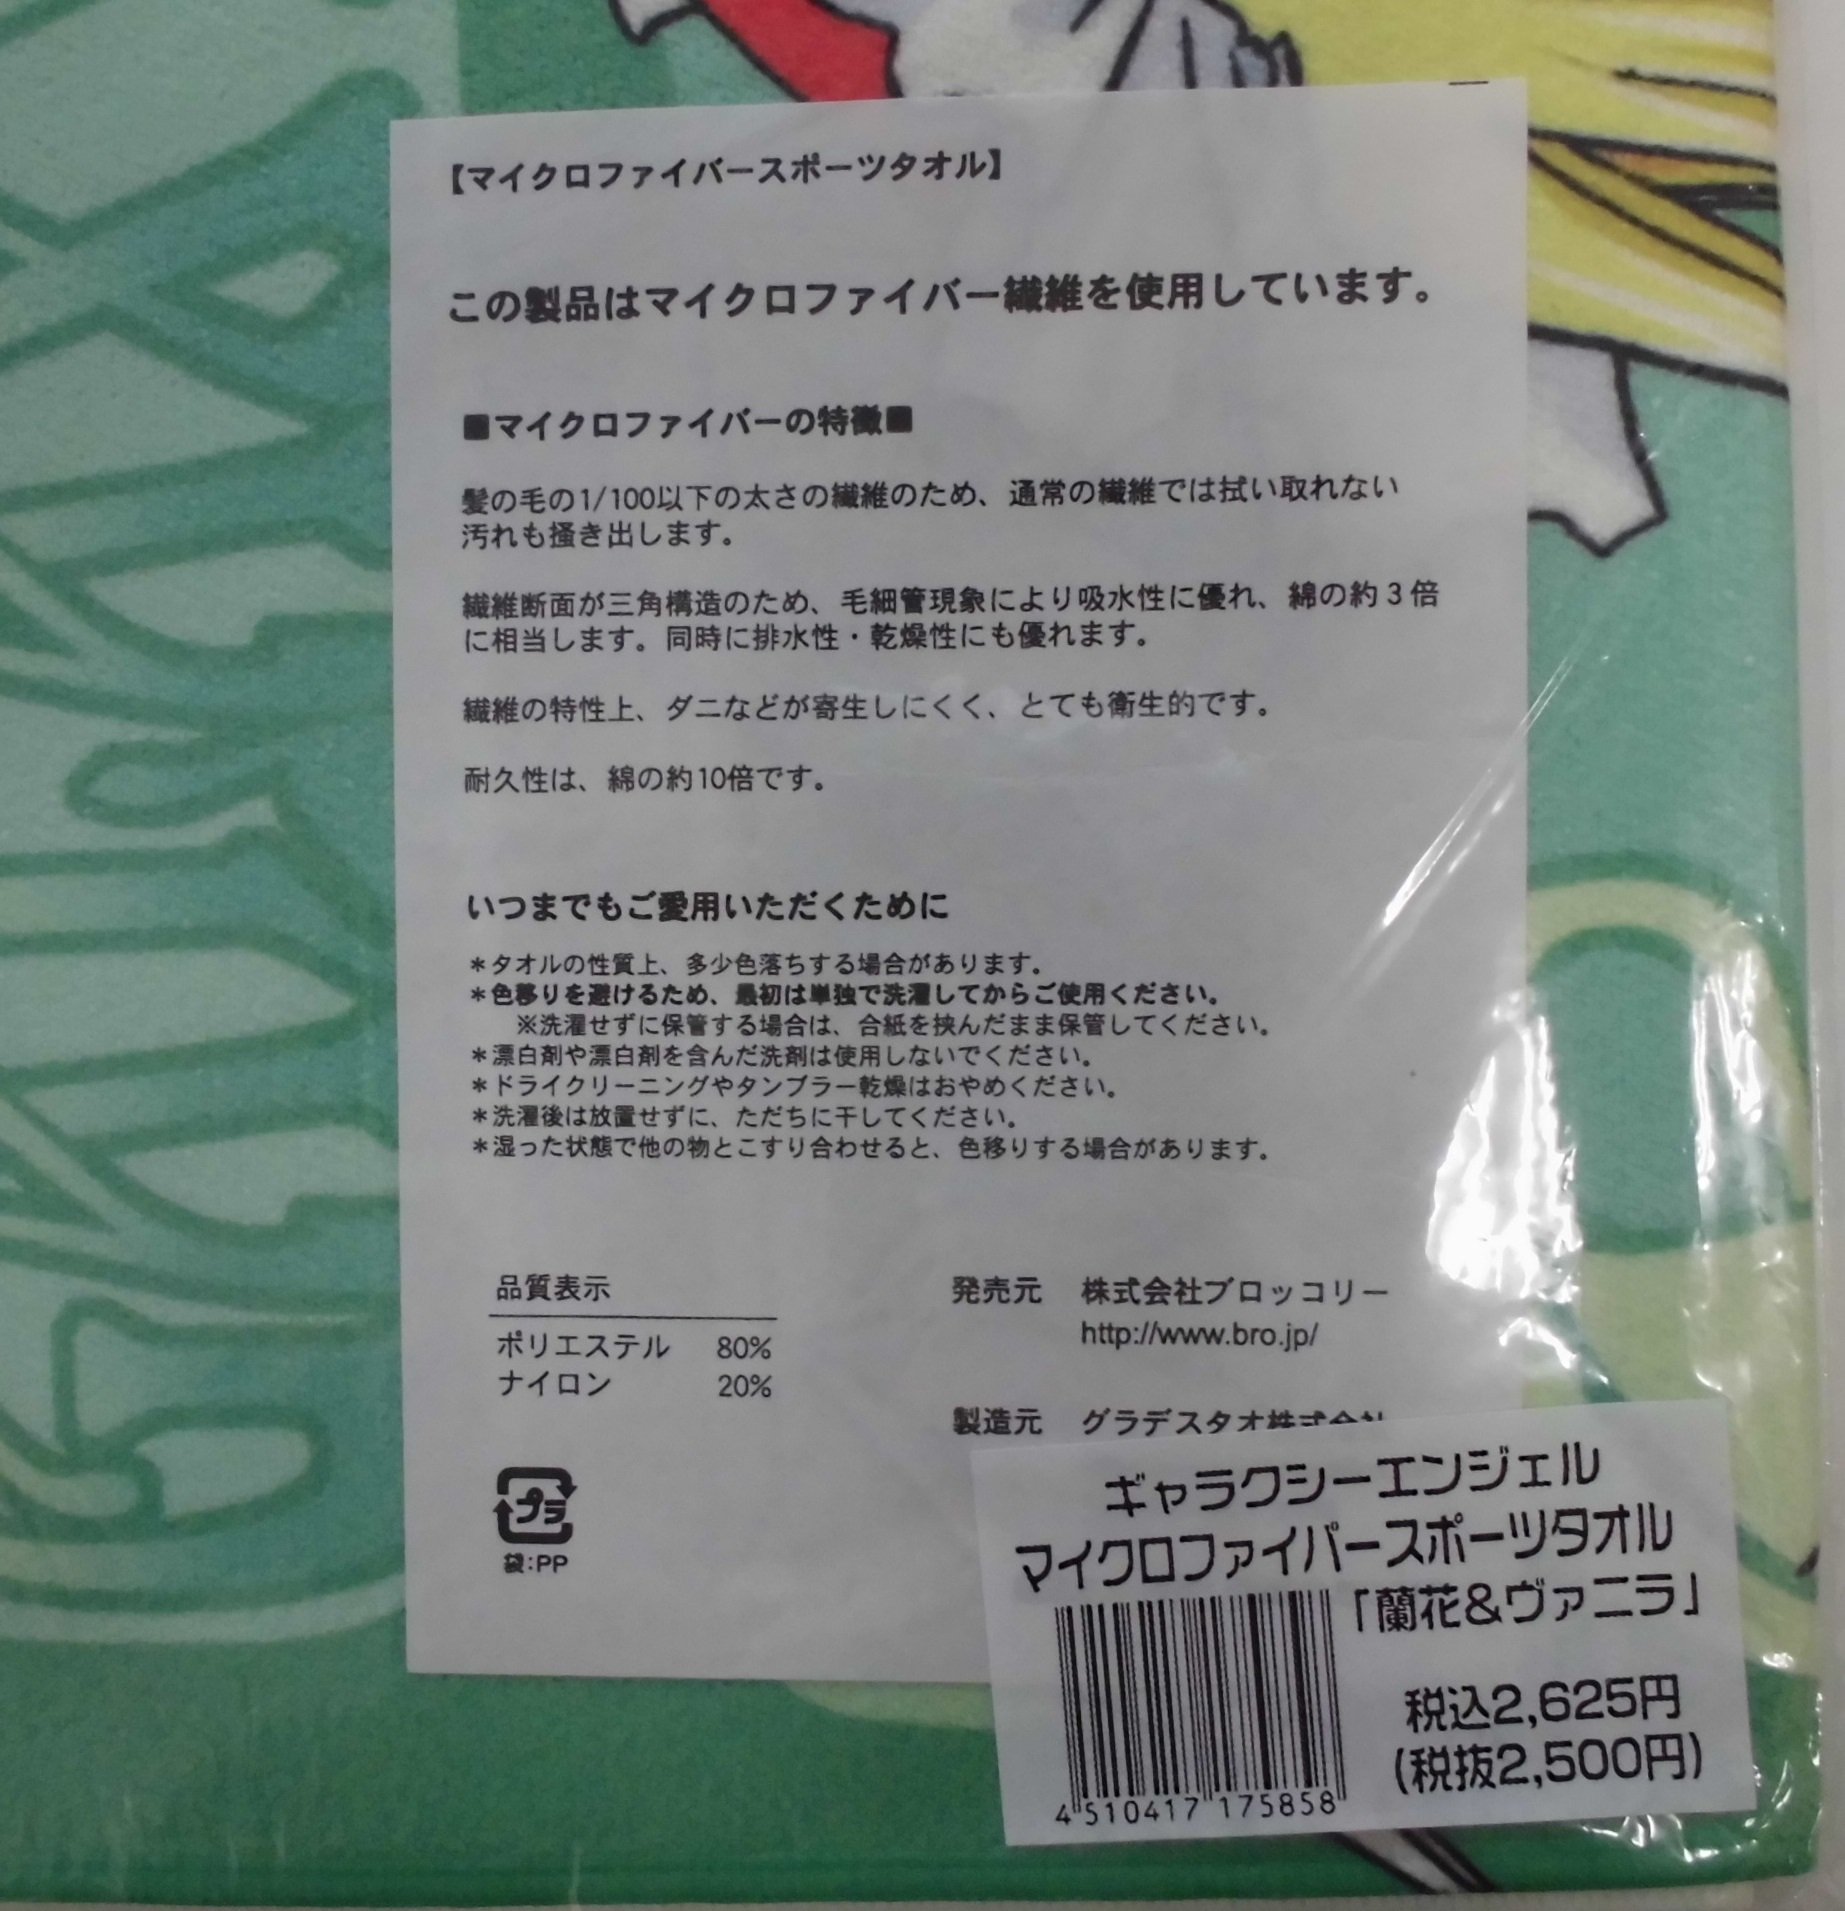 【マイクロファイバースポーツタオル】
この製品はマイクロファイバー繊維を使用しています。
■マイクロファイバーの特徴■
髪の毛の1/100以下の太さの繊維のため、通常の繊維では拭い取れない
汚れも掻き出します。
繊維断面が三角構造のため、毛細管現象により吸水性に優れ、綿の約3倍
に相当します。同時に排水性・乾燥性にも優れます。
繊維の特性上、ダニなどが寄生しにくく、とても衛生的です。
耐久性は、綿の約10倍です。
いつまでもご愛用いただくために
*タオルの性質上、多少色落ちする場合があります。
*色移りを避けるため、最初は単独で洗濯してからご使用ください。
※洗濯せずに保管する場合は、合紙を挟んだまま保管してください。
*漂白剤や漂白剤を含んだ洗剤は使用しないでください。
*ドライクリーニングやタンブラー乾燥はおやめください。
*洗濯後は放置せずに、ただちに干してください。
*湿った状態で他の物とこすり合わせると、色移りする場合があります。
品質表示
ポリエステル 80%
ナイロン 20%
発売元 株式会社ブロッコリー
http://www.bro.jp/
製造元 グラデスタオ株式会社
プラ
袋:PP
ギャラクシーエンジェル
マイクロファイバースポーツタオル
「蘭花&ヴァニラ」
税込2,625円
(税抜2,500円)
4510417175858